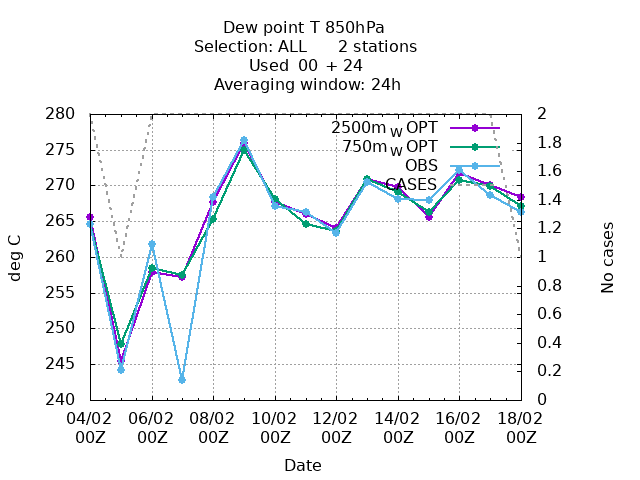 Dew point T 850hPa
Selection: ALL 2 stations
Used 00 + 24
Averaging window: 24h
280 2
275 1.8
270 1.6
265 1.4
260 1.2
255 1
250 0.8
245 0.6
240 0.4
0.2
0
2500m W OPT
750m W OPT
OBS
CASES
deg C
No cases
04/02 06/02 08/02 10/02 12/02 14/02 16/02 18/02
00Z 00Z 00Z 00Z 00Z 00Z 00Z 00Z
Date